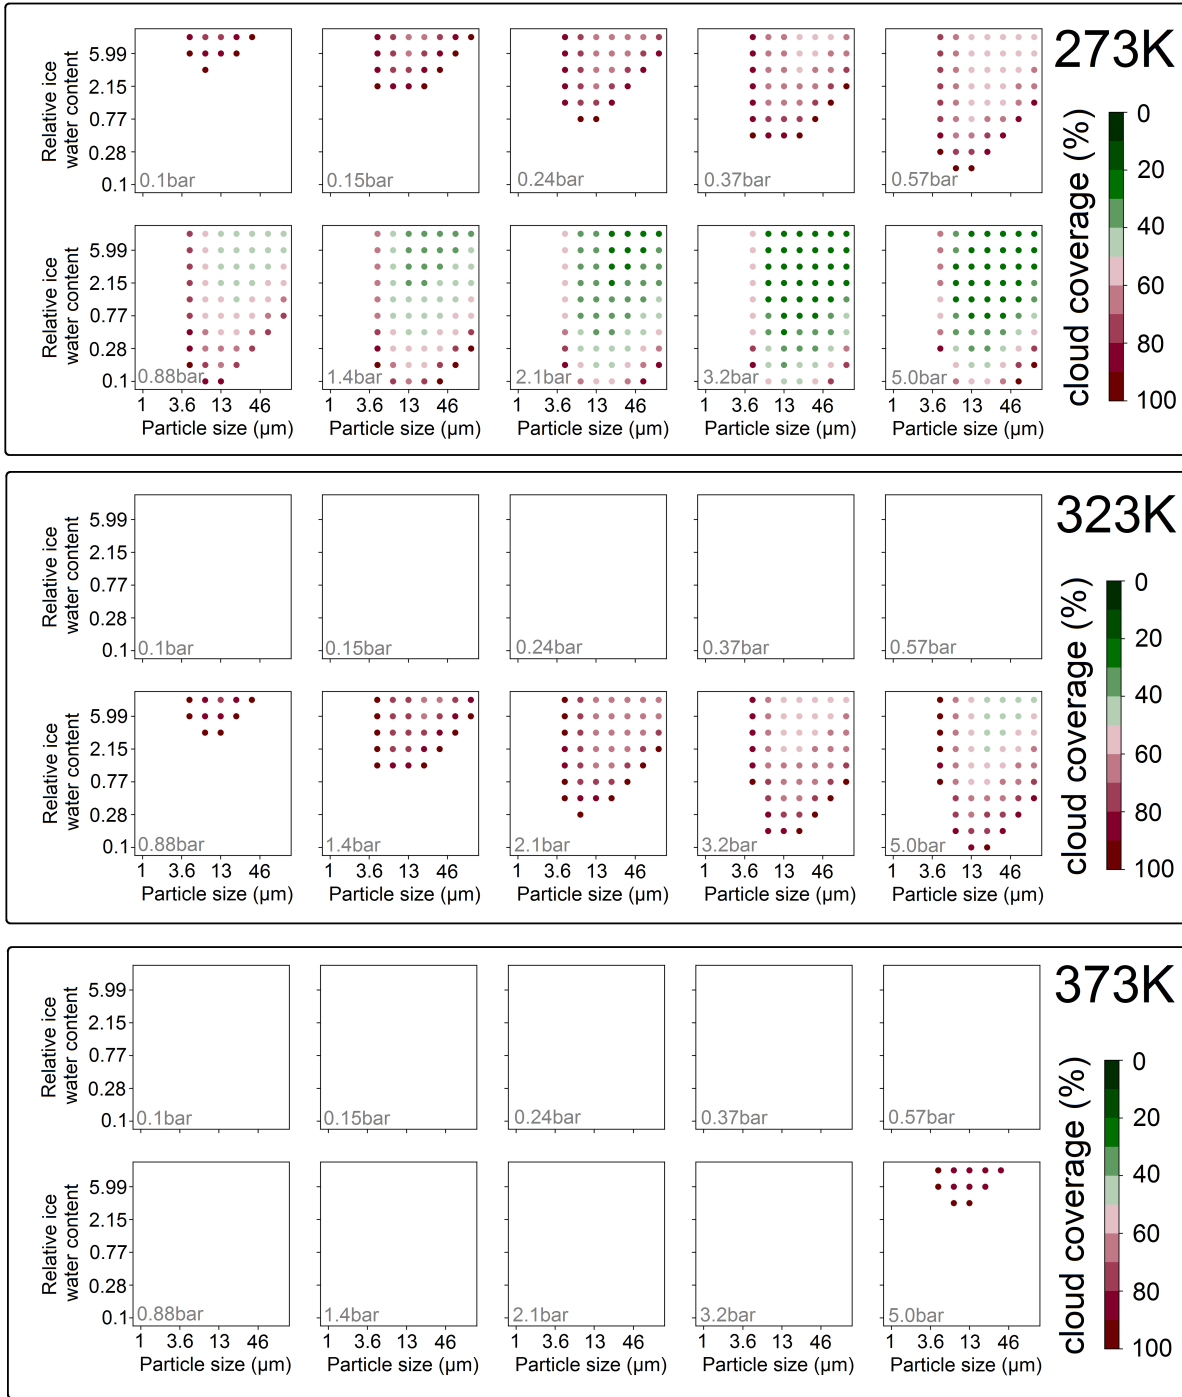 273K
Relative ice
water content
5.99
2.15
0.77
0.28
0.1
0.1bar
0.15bar
0.24bar
0.37bar
0.57bar
Relative ice
water content
5.99
2.15
0.77
0.28
0.1
0.88bar
1.4bar
2.1bar
3.2bar
5.0bar
1 3.6 13 46
1 3.6 13 46
1 3.6 13 46
1 3.6 13 46
1 3.6 13 46
Particle size (µm)
Particle size (µm)
Particle size (µm)
Particle size (µm)
Particle size (µm)
cloud coverage (%)
0
20
40
60
80
100
323K
Relative ice
water content
5.99
2.15
0.77
0.28
0.1
0.1bar
0.15bar
0.24bar
0.37bar
0.57bar
Relative ice
water content
5.99
2.15
0.77
0.28
0.1
0.88bar
1.4bar
2.1bar
3.2bar
5.0bar
1 3.6 13 46
1 3.6 13 46
1 3.6 13 46
1 3.6 13 46
1 3.6 13 46
Particle size (µm)
Particle size (µm)
Particle size (µm)
Particle size (µm)
Particle size (µm)
cloud coverage (%)
0
20
40
60
80
100
373K
Relative ice
water content
5.99
2.15
0.77
0.28
0.1
0.1bar
0.15bar
0.24bar
0.37bar
0.57bar
Relative ice
water content
5.99
2.15
0.77
0.28
0.1
0.88bar
1.4bar
2.1bar
3.2bar
5.0bar
1 3.6 13 46
1 3.6 13 46
1 3.6 13 46
1 3.6 13 46
1 3.6 13 46
Particle size (µm)
Particle size (µm)
Particle size (µm)
Particle size (µm)
Particle size (µm)
cloud coverage (%)
0
20
40
60
80
100